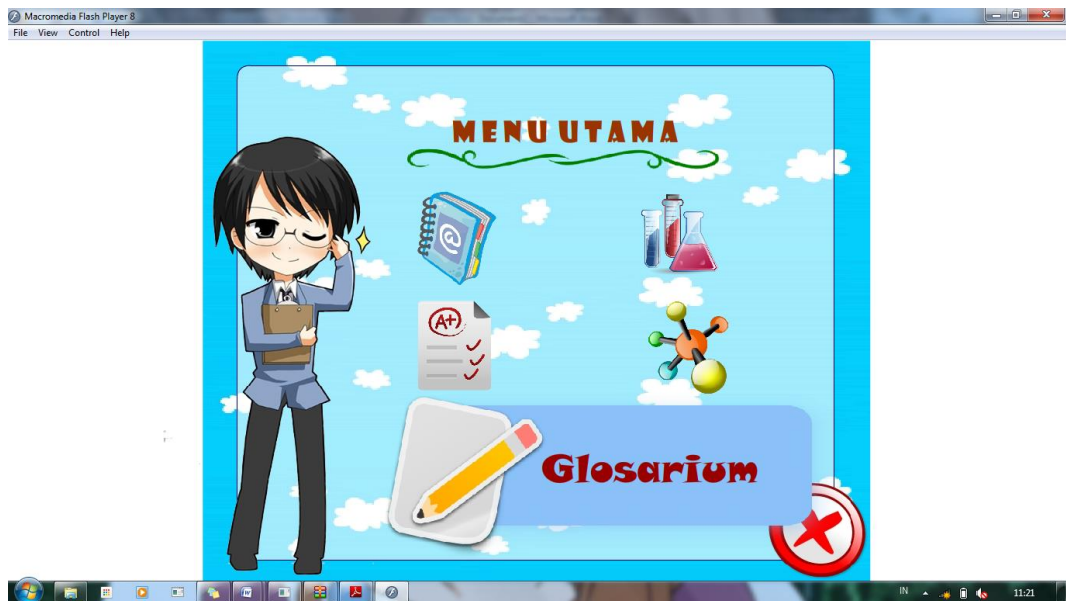 Macromedia Flash Player 8
File View Control Help
MENU UTAMA
@
A+
Glosarium
IN
11:21